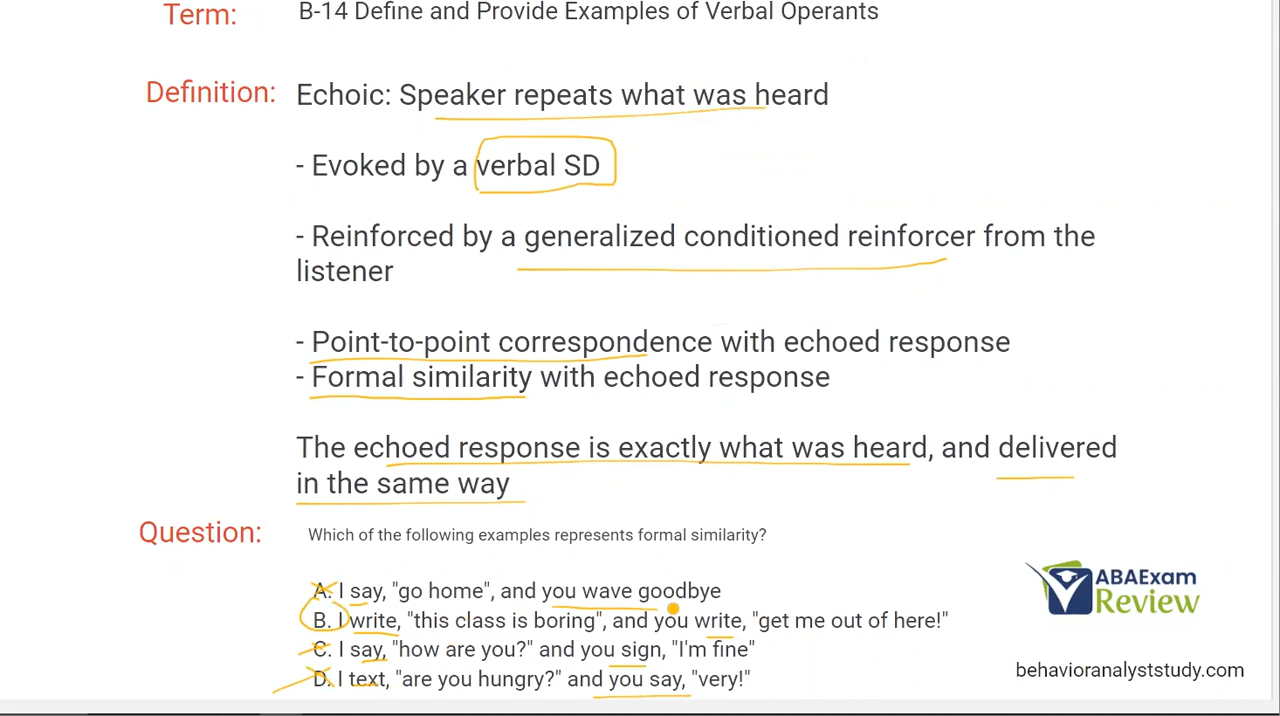 Term: B-14 Define and Provide Examples of Verbal Operants
Definition: Echoic: Speaker repeats what was heard
- Evoked by a verbal SD
- Reinforced by a generalized conditioned reinforcer from the
listener
- Point-to-point correspondence with echoed response
- Formal similarity with echoed response
The echoed response is exactly what was heard, and delivered
in the same way
Question: Which of the following examples represents formal similarity?
A. I say, "go home", and you wave goodbye
B. I write, "this class is boring", and you write, "get me out of here!"
C. I say, "how are you?" and you sign, "I'm fine"
D. I text, "are you hungry?" and you say, "very!"
ABAExam
Review
behavioranalyststudy.com